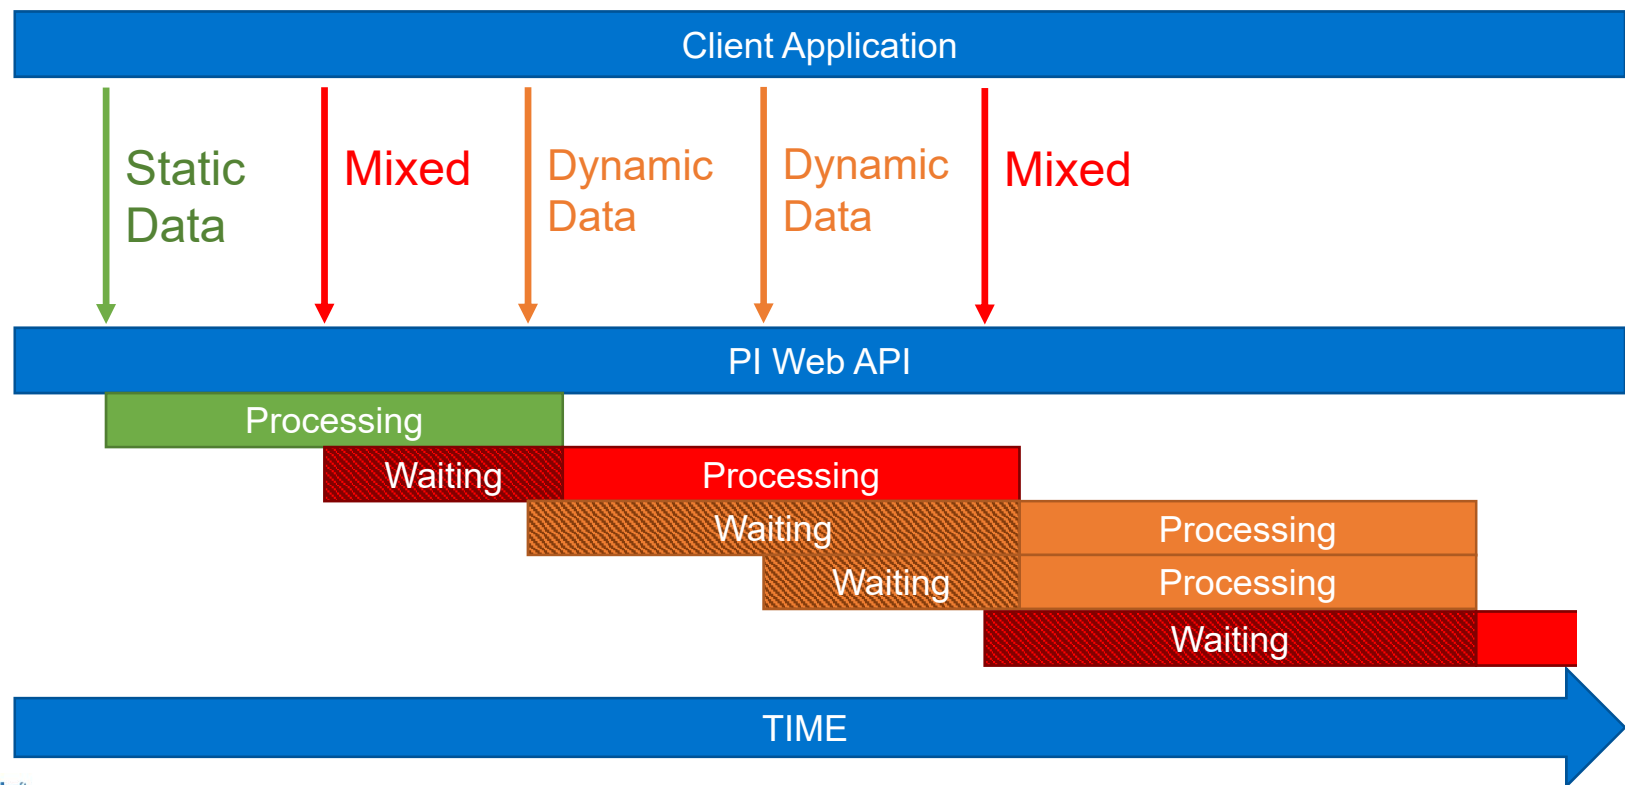 Client Application
Static
Data
Mixed
Dynamic
Data
Dynamic
Data
Mixed
PI Web API
Processing
Waiting
Processing
Waiting
Processing
Waiting
Processing
Waiting
TIME